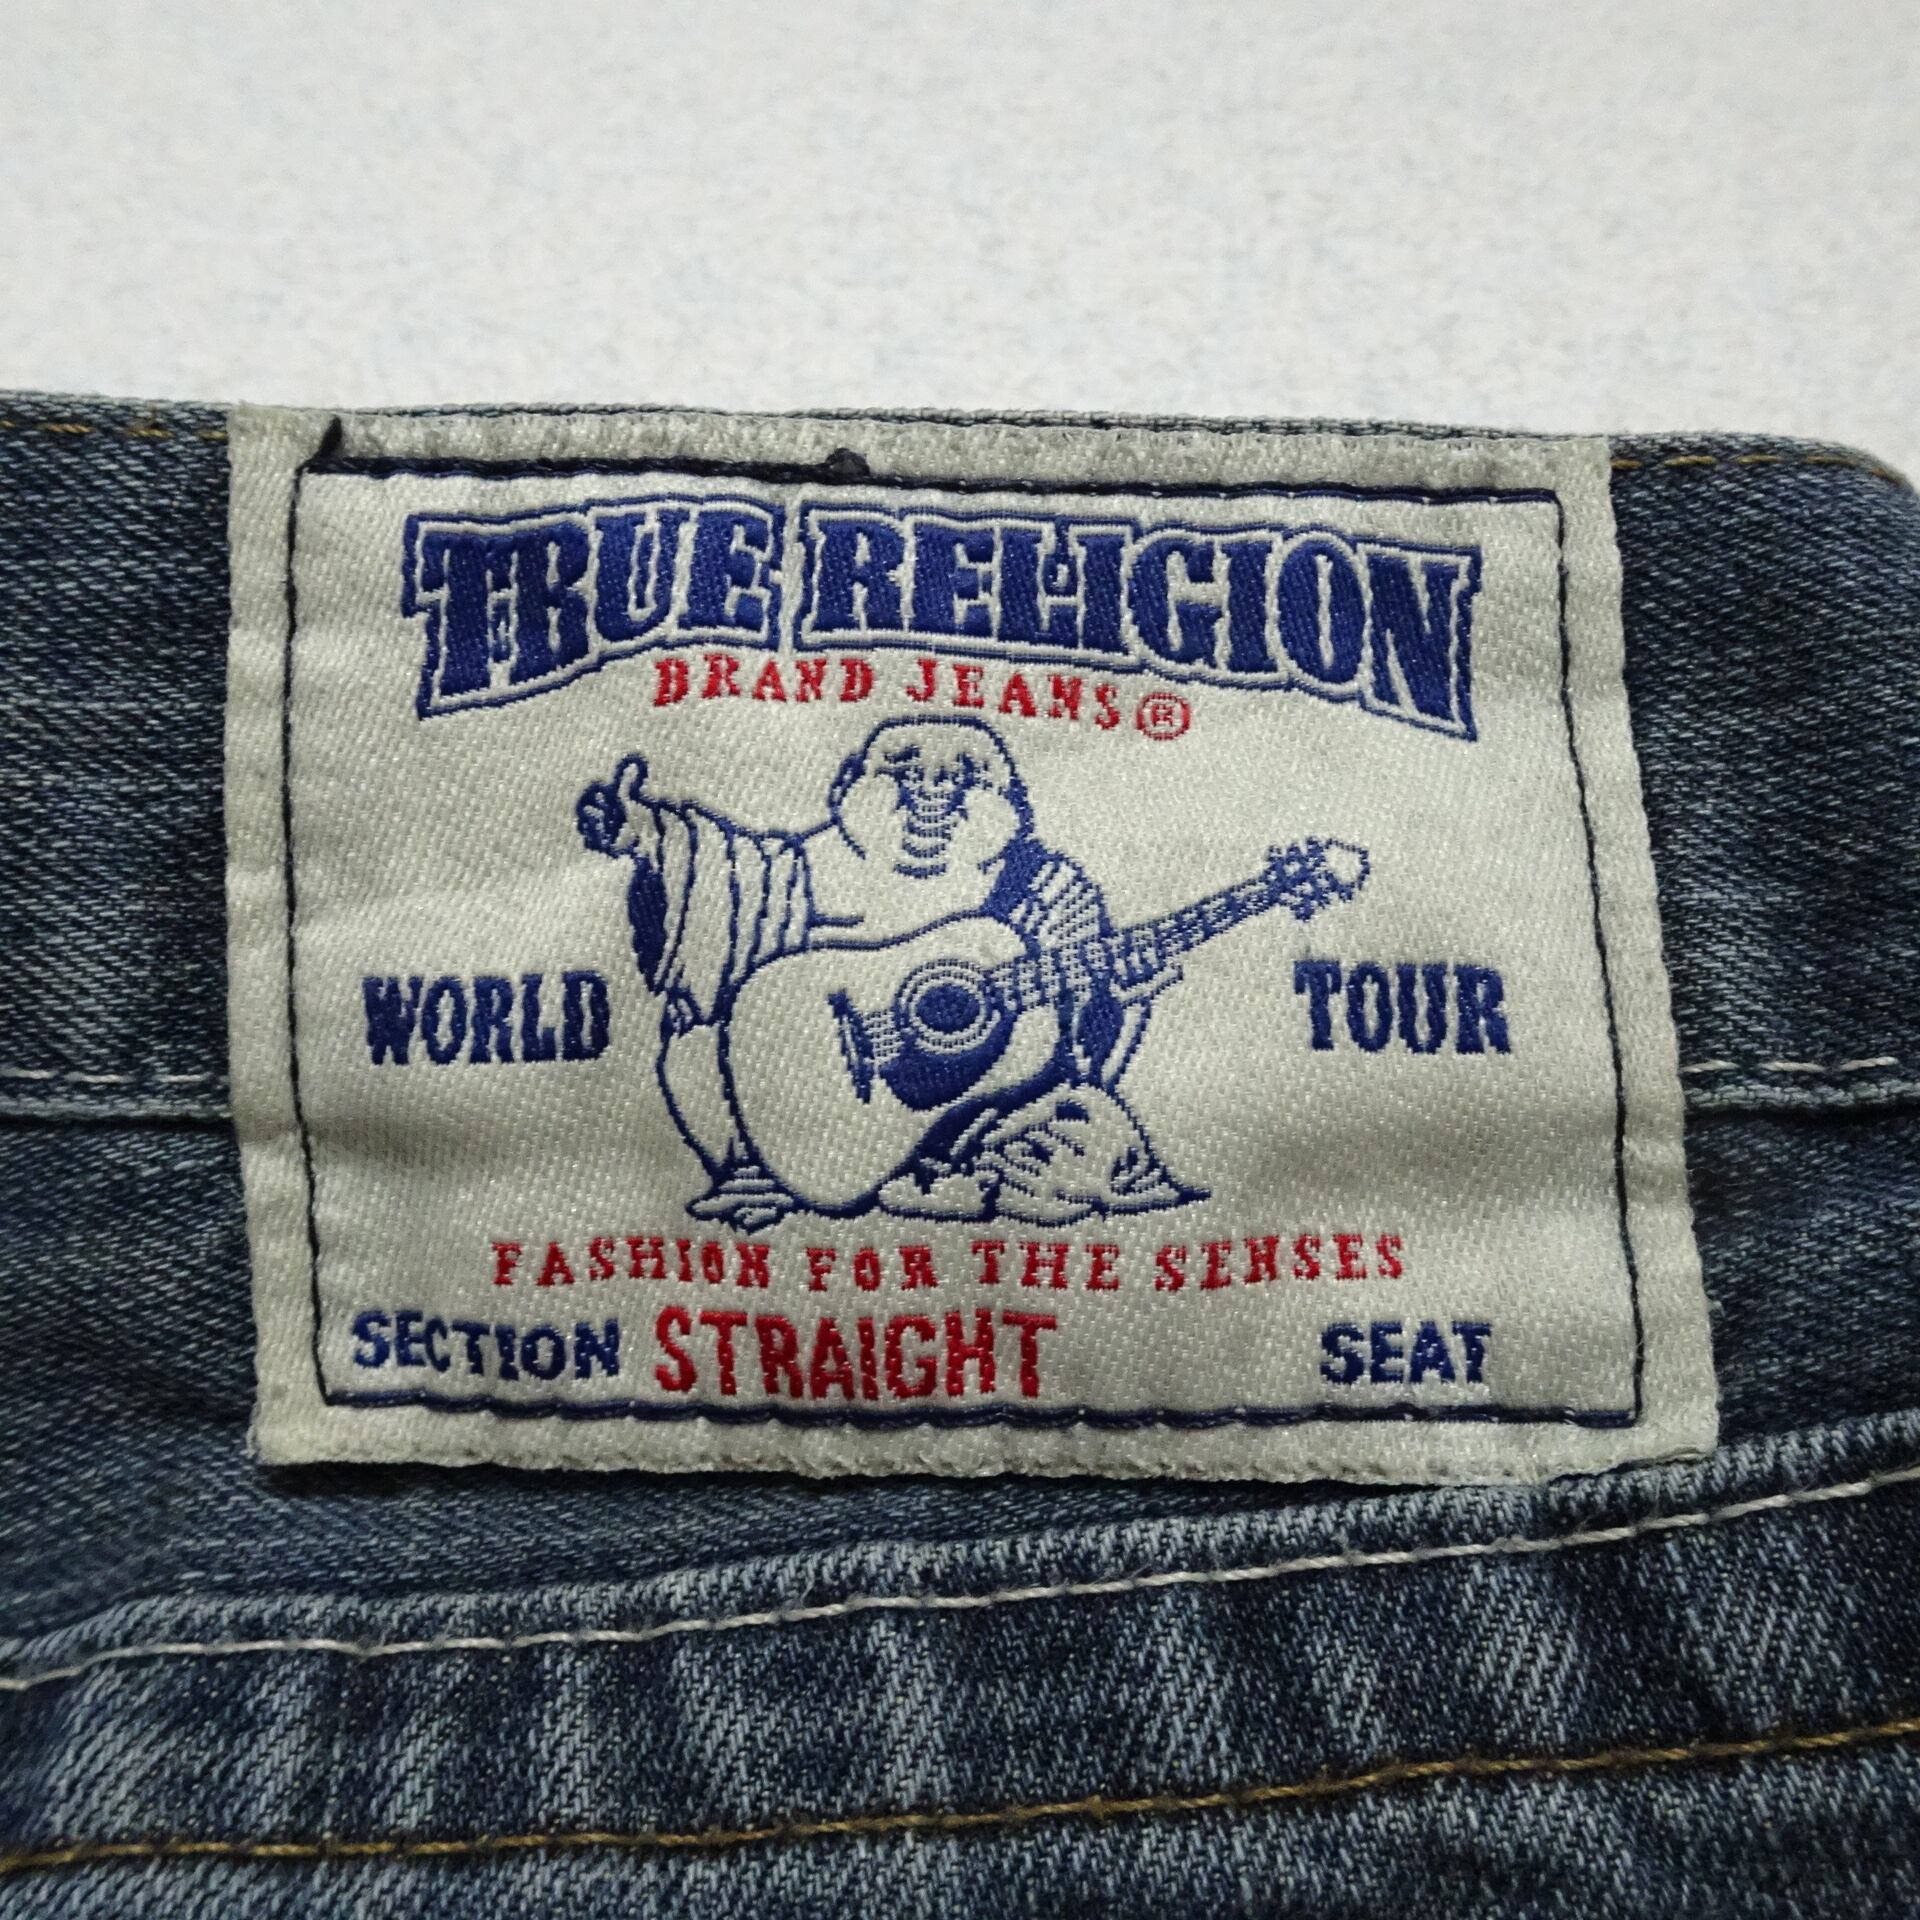 TRUE RELIGION
BRAND JEANS®
WORLD TOUR
FASHION FOR THE SENSES
SECTION STRAIGHT SEAT